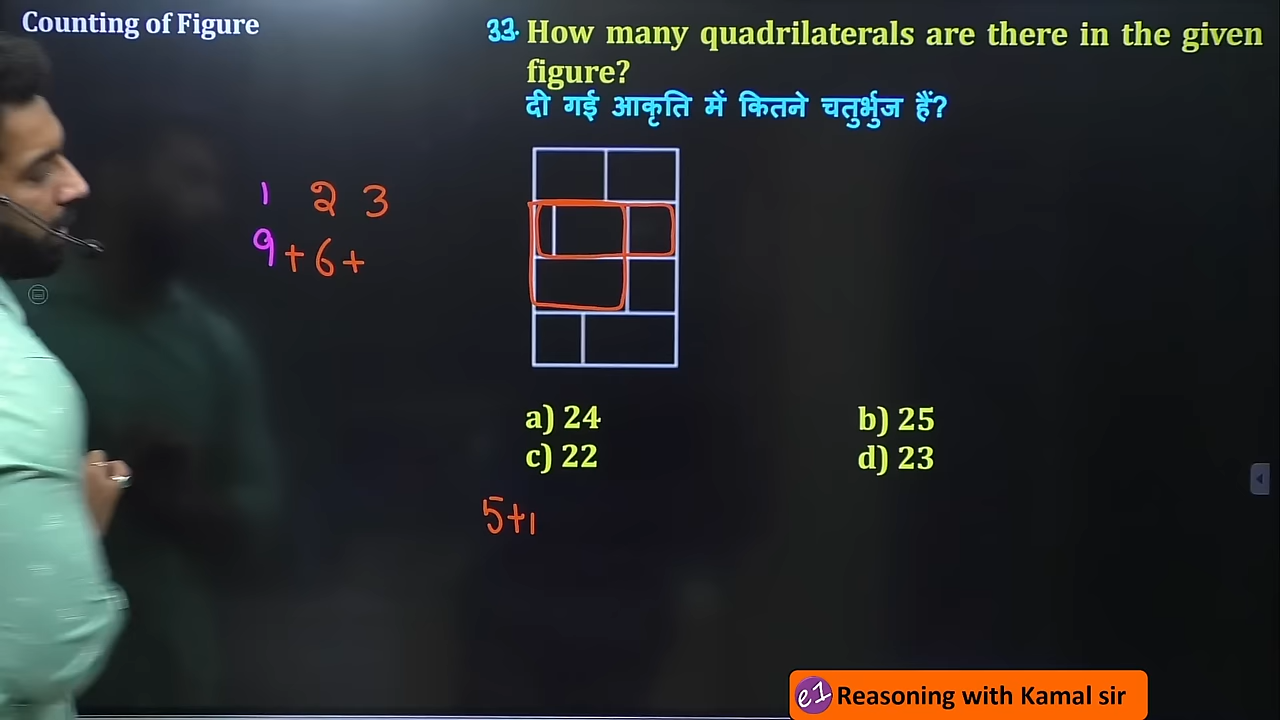 Counting of Figure
33. How many quadrilaterals are there in the given
figure?
दी गई आकृति में कितने चतुर्भुज हैं?
1 2 3
9+6+
a) 24
b) 25
c) 22
d) 23
5+1
e1 Reasoning with Kamal sir